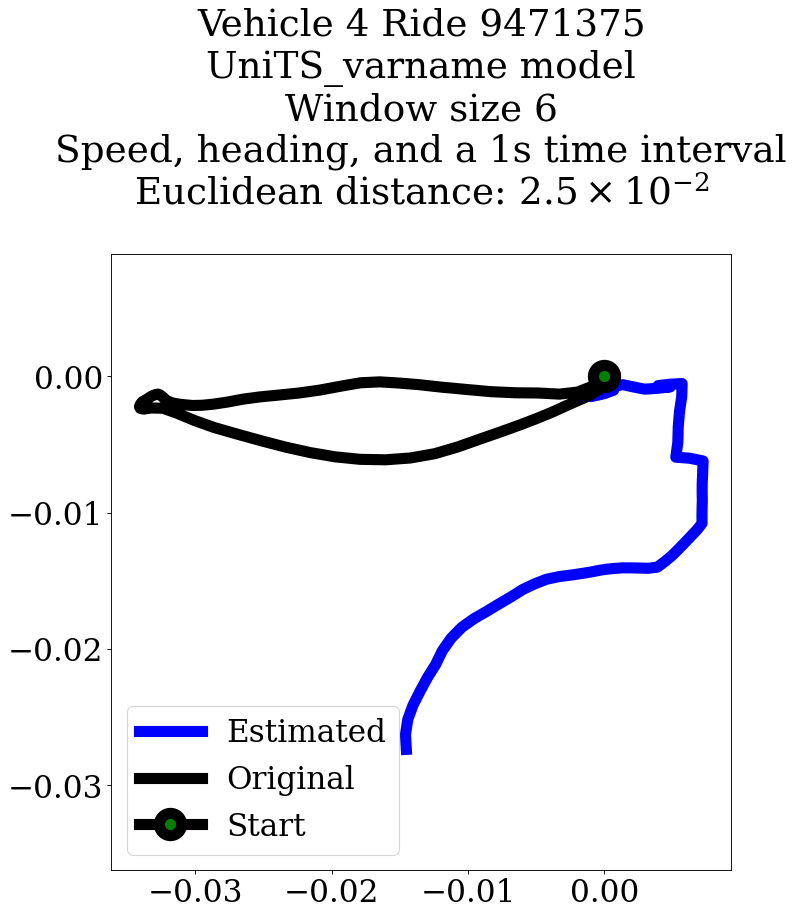 Vehicle 4 Ride 9471375
UniTS_varname model
Window size 6
Speed, heading, and a 1s time interval
Euclidean distance: 2.5 × 10⁻²
0.00
−0.01
−0.02
−0.03
Estimated
Original
Start
−0.03 −0.02 −0.01 0.00